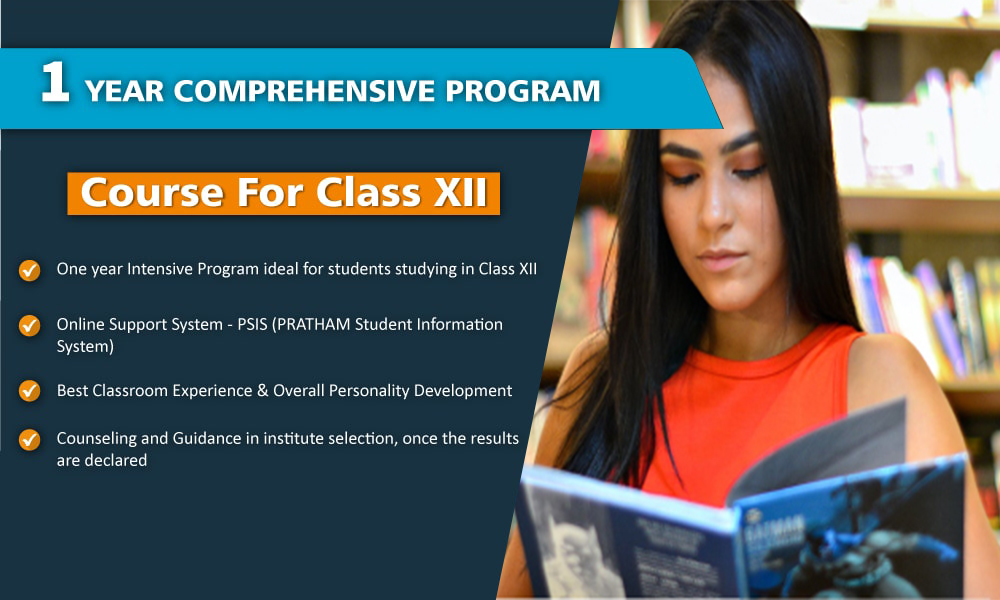 1 YEAR COMPREHENSIVE PROGRAM
Course For Class XII
One year Intensive Program ideal for students studying in Class XII
Online Support System - PSIS (PRATHAM Student Information
System)
Best Classroom Experience & Overall Personality Development
Counseling and Guidance in institute selection, once the results
are declared
BATMAN